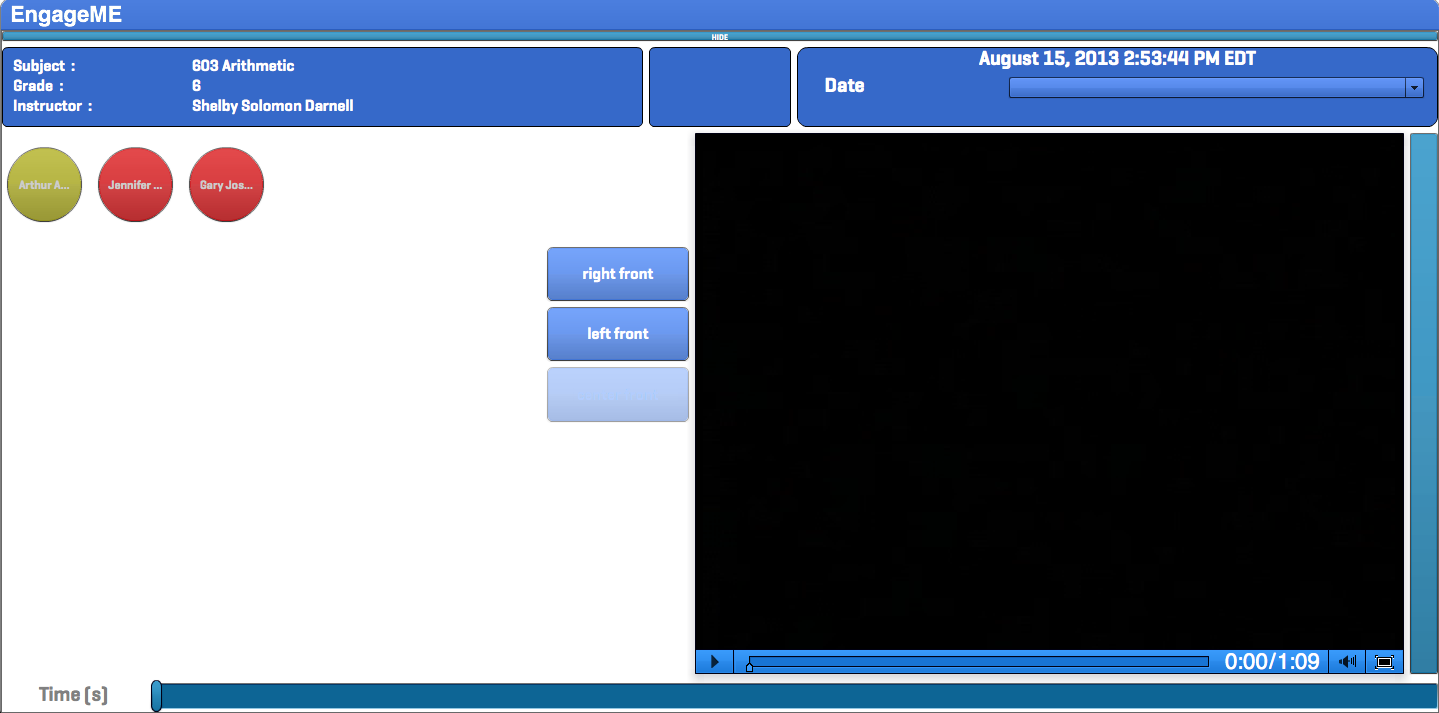 EngageME
HIDE
Subject : 603 Arithmetic
Grade : 6
Instructor : Shelby Solomon Darnell
August 15, 2013 2:53:44 PM EDT
Date
Arthur A...
Jennifer ...
Gary Jos...
right front
left front
0:00/1:09
Time (s)